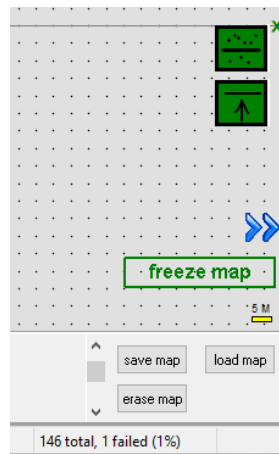 freeze map
5 M
save map
load map
erase map
146 total, 1 failed (1%)